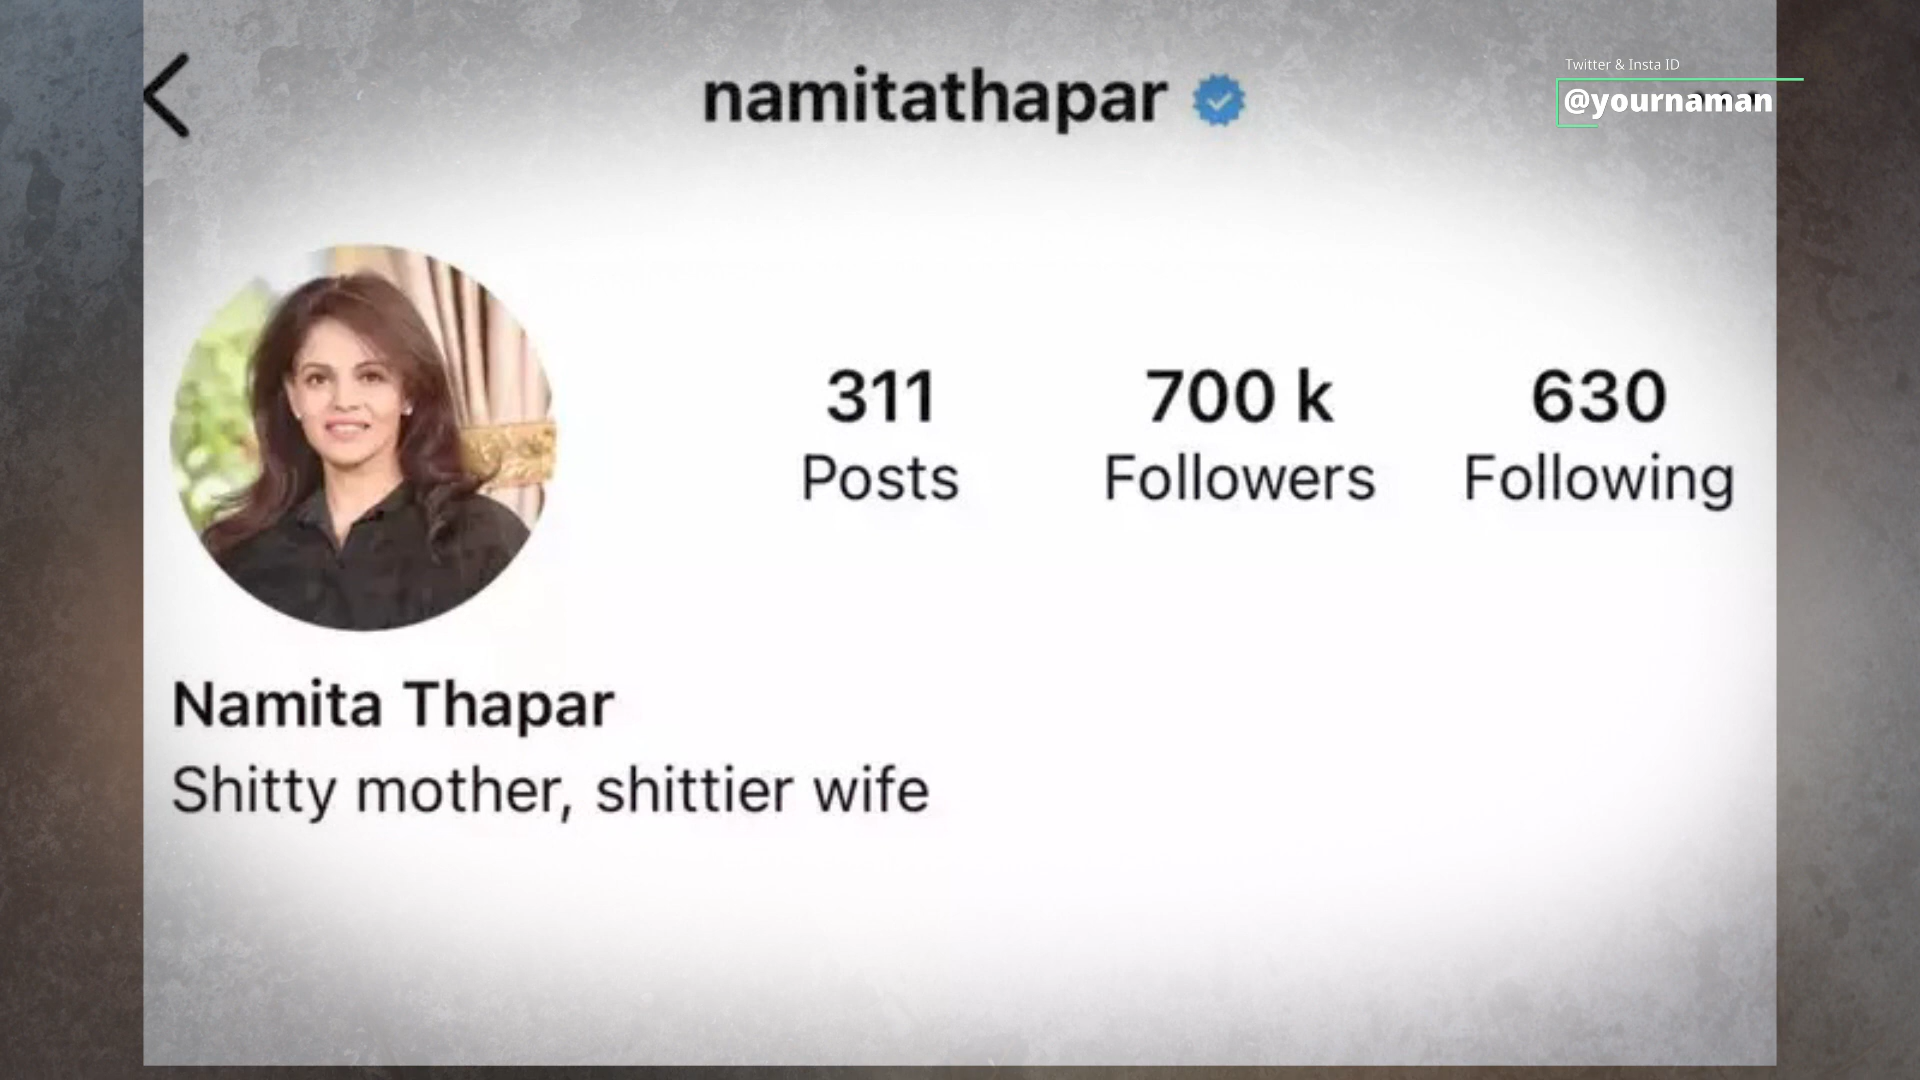 namitathapar
Twitter & Insta ID
@yournaman
311
Posts
700 k
Followers
630
Following
Namita Thapar
Shitty mother, shittier wife